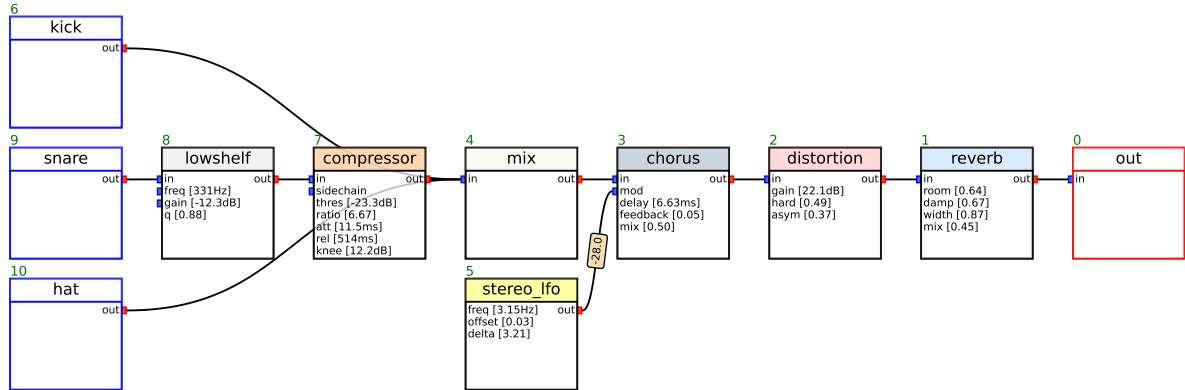 6
kick
out
9
snare
out
10
hat
out
8
lowshelf
in out
freq [331Hz]
gain [-12.3dB]
q [0.88]
7
compressor
in out
sidechain
thres [-23.3dB]
ratio [6.67]
att [11.5ms]
rel [514ms]
knee [12.2dB]
4
mix
in out
5
stereo_lfo
freq [3.15Hz] out
offset [0.03]
delta [3.21]
-28.0
3
chorus
in out
mod
delay [6.63ms]
feedback [0.05]
mix [0.50]
2
distortion
in out
gain [22.1dB]
hard [0.49]
asym [0.37]
1
reverb
in out
room [0.64]
damp [0.67]
width [0.87]
mix [0.45]
0
out
in